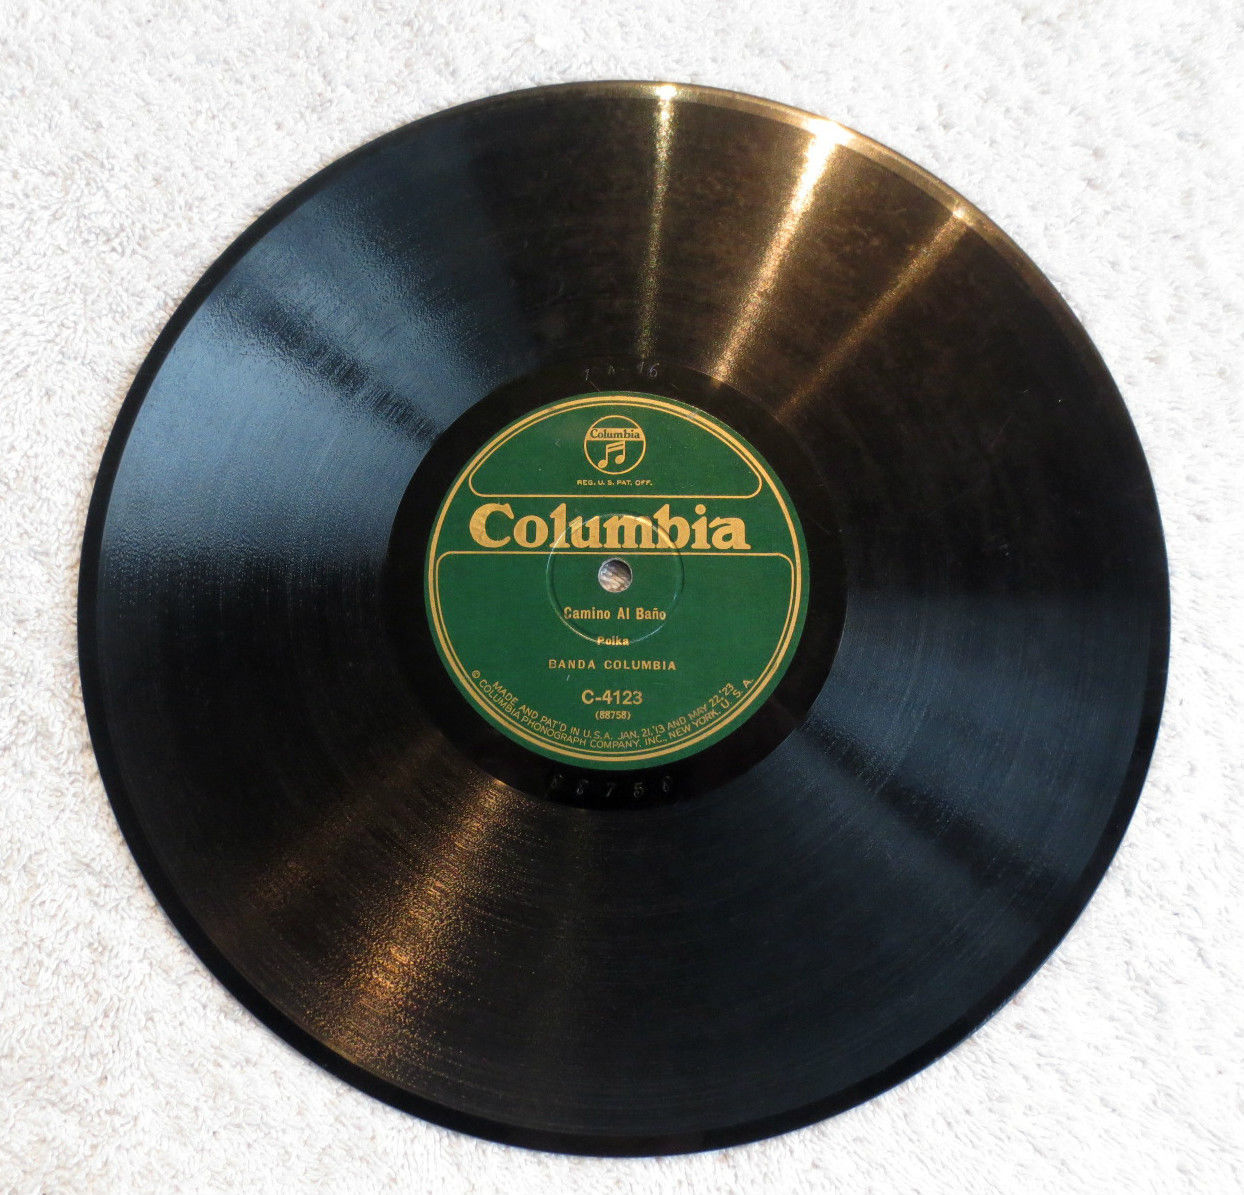 Columbia
REG. U. S. PAT. OFF.
Columbia
Camino Al Baño
Polka
BANDA COLUMBIA
C-4123
(88758)
MADE AND PAT'D IN U.S.A. JAN. 21,'13 AND MAY 22,'23
© COLUMBIA PHONOGRAPH COMPANY, INC., NEW YORK, U. S. A.